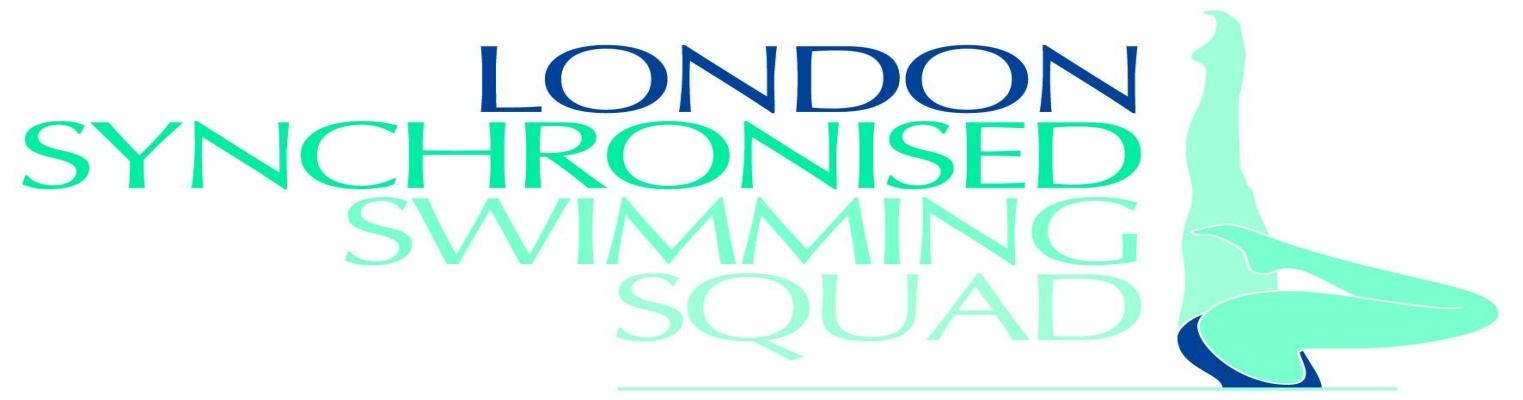 LONDON
SYNCHRONISED
SWIMMING
SQUAD